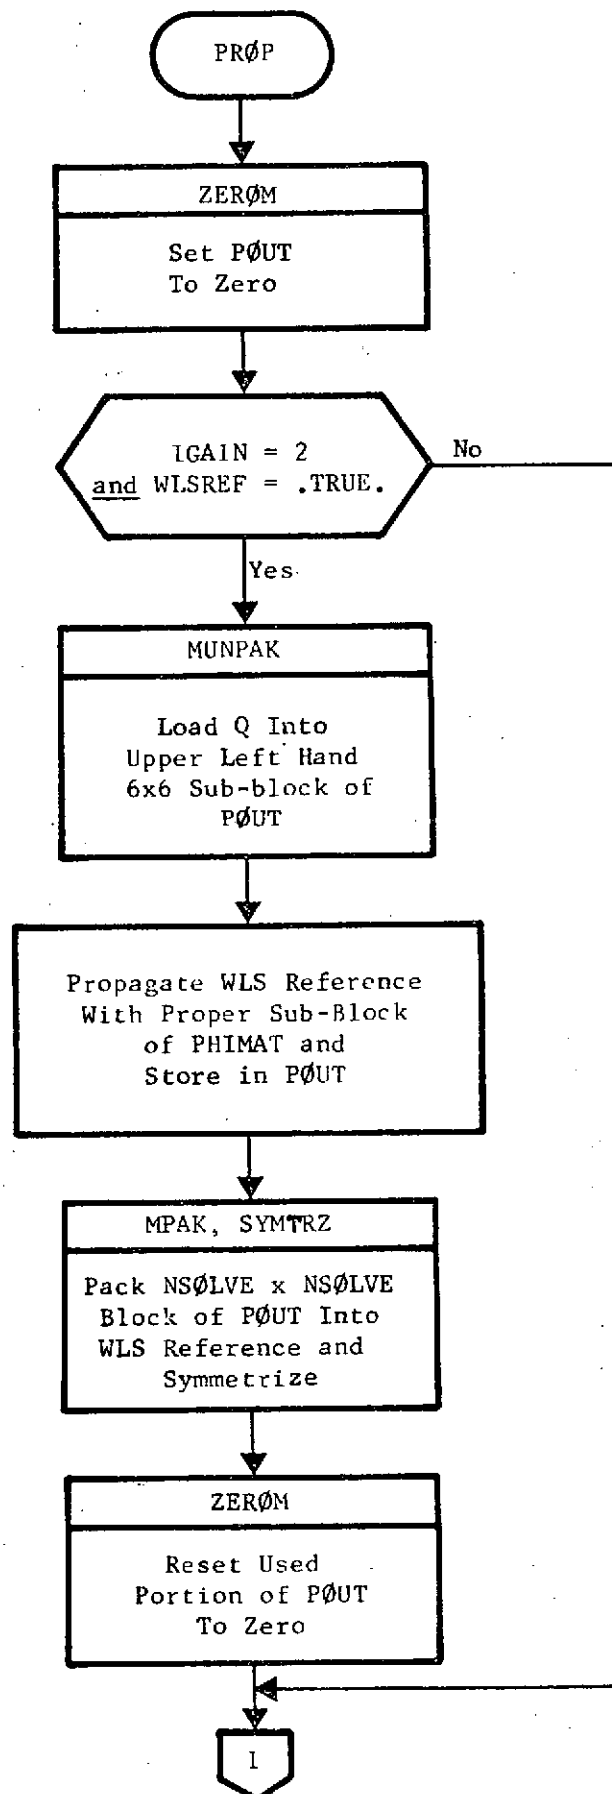 PRØP
ZERØM
Set PØUT
To Zero
IGAIN = 2
and WLSREF = .TRUE.
No
Yes
MUNPAK
Load Q Into
Upper Left Hand
6x6 Sub-block of
PØUT
Propagate WLS Reference
With Proper Sub-Block
of PHIMAT and
Store in PØUT
MPAK, SYMTRZ
Pack NSØLVE x NSØLVE
Block of PØUT Into
WLS Reference and
Symmetrize
ZERØM
Reset Used
Portion of PØUT
To Zero
I